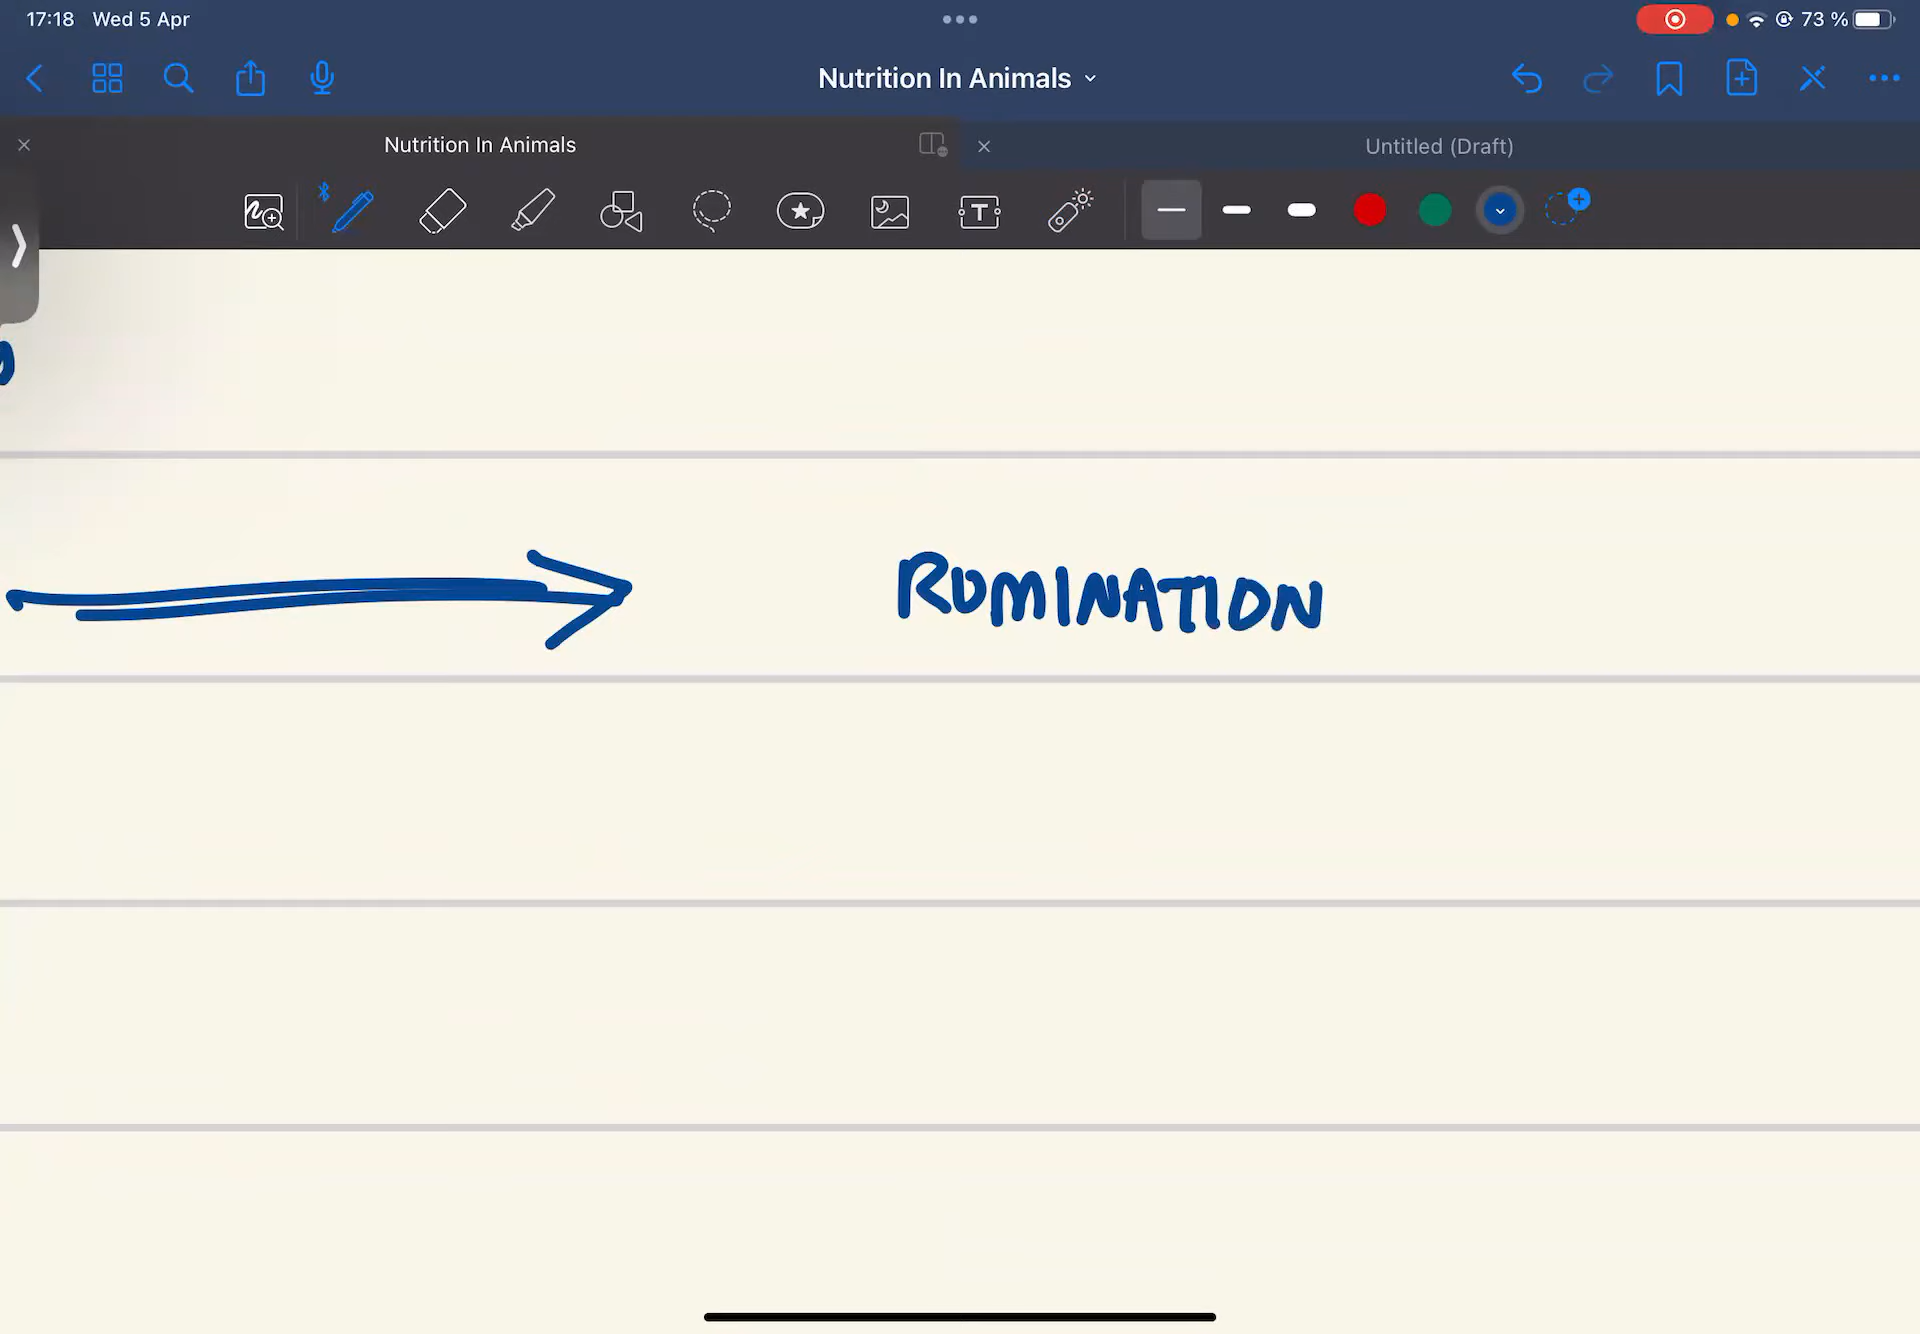 17:18 Wed 5 Apr
73 %
Nutrition In Animals
Nutrition In Animals
Untitled (Draft)
T
RUMINATION